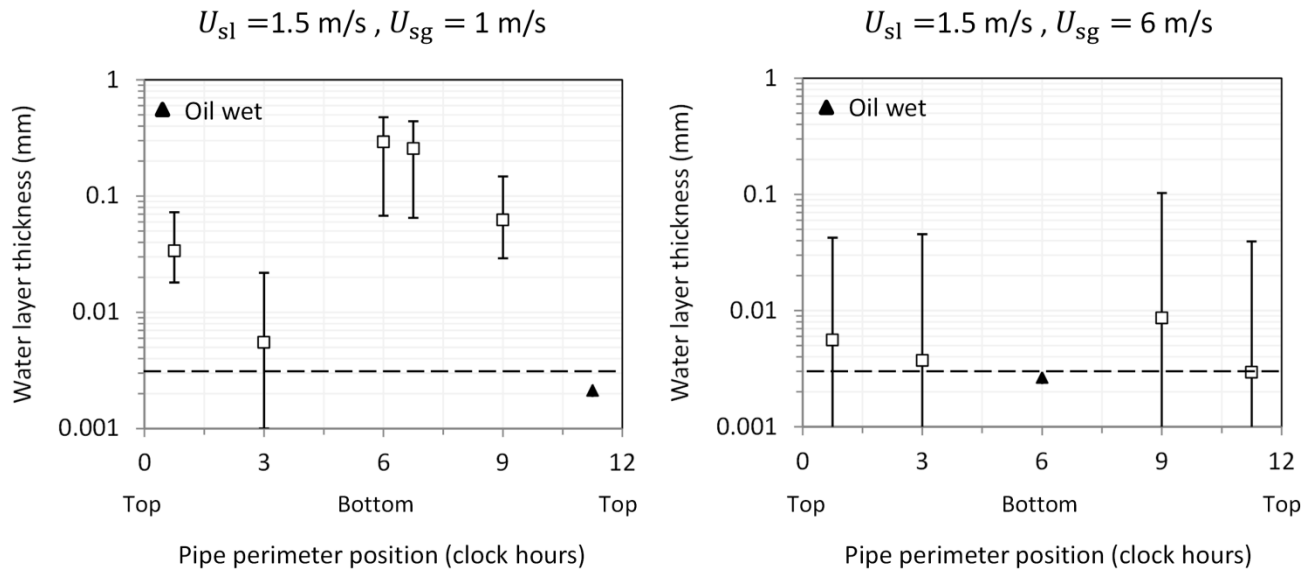 U_sl =1.5 m/s , U_sg = 1 m/s
Water layer thickness (mm)
1
0.1
0.01
0.001
▲ Oil wet
0 3 6 9 12
Top Bottom Top
Pipe perimeter position (clock hours)
U_sl =1.5 m/s , U_sg = 6 m/s
Water layer thickness (mm)
1
0.1
0.01
0.001
▲ Oil wet
0 3 6 9 12
Top Bottom Top
Pipe perimeter position (clock hours)